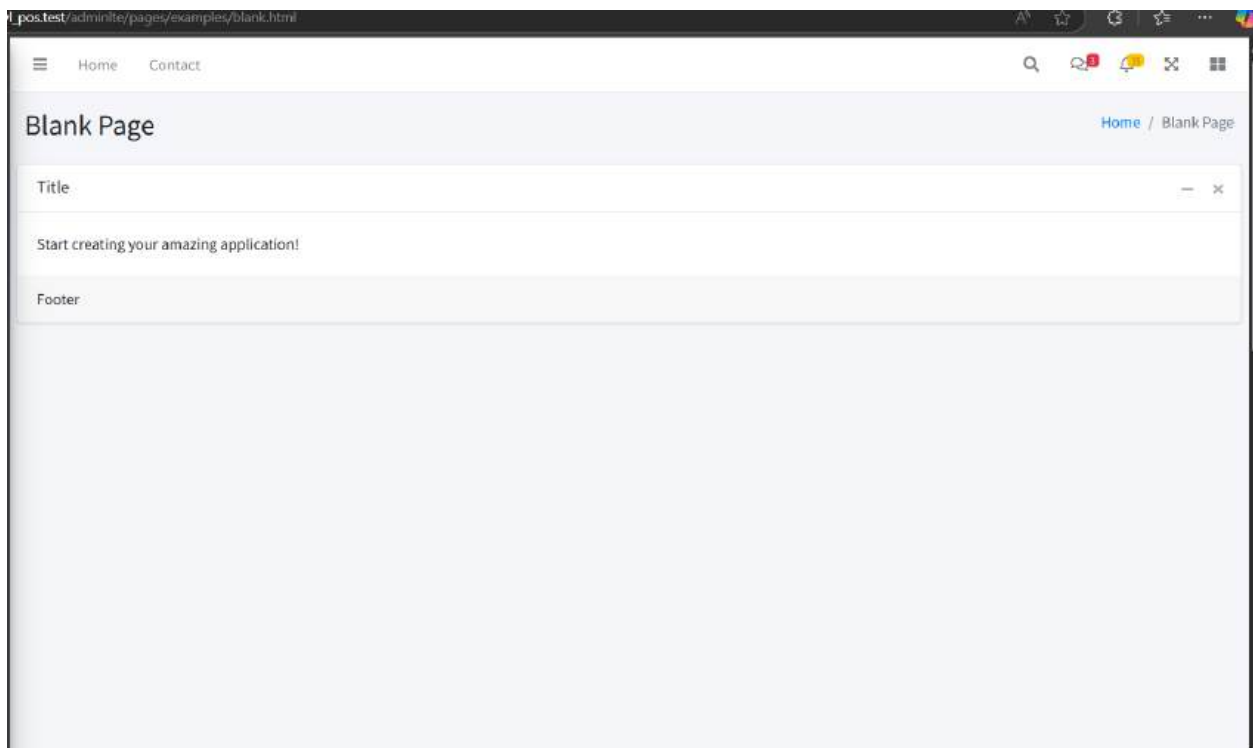 pos.test/adminlte/pages/examples/blank.html
Home Contact
3
Blank Page
Home / Blank Page
Title
Start creating your amazing application!
Footer